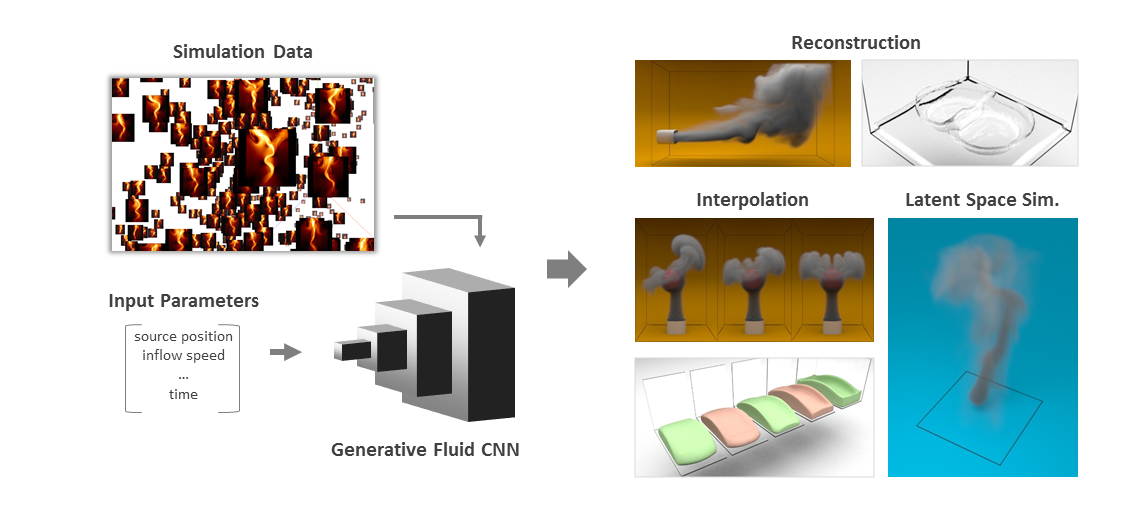 Simulation Data
Input Parameters
source position
inflow speed
...
time
Generative Fluid CNN
Reconstruction
Interpolation
Latent Space Sim.